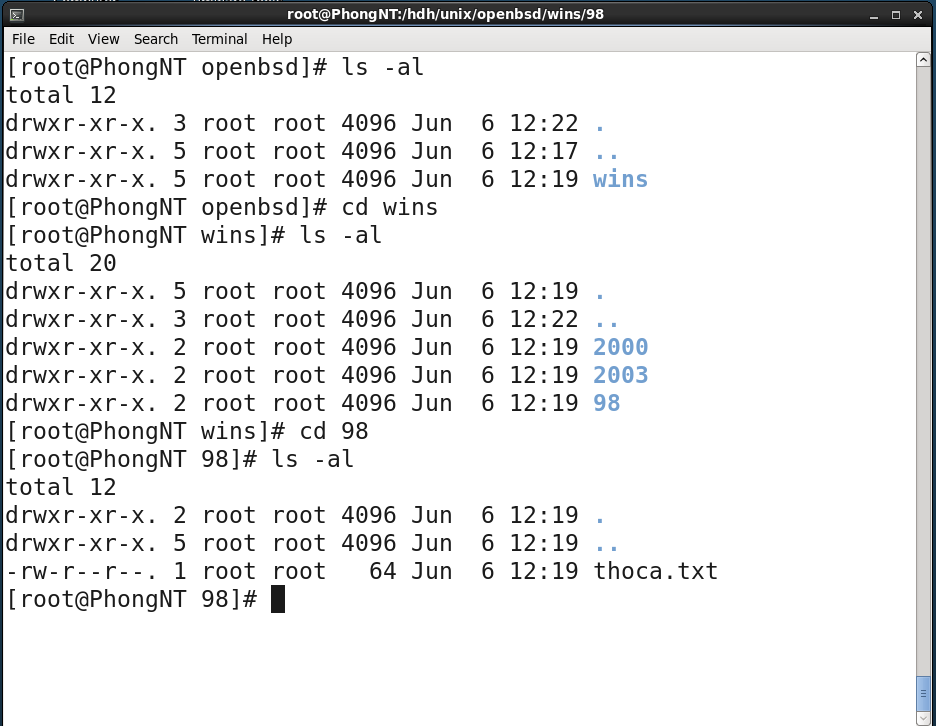 root@PhongNT:/hdh/unix/openbsd/wins/98
File Edit View Search Terminal Help
[root@PhongNT openbsd]# ls -al
total 12
drwxr-xr-x. 3 root root 4096 Jun  6 12:22 .
drwxr-xr-x. 5 root root 4096 Jun  6 12:17 ..
drwxr-xr-x. 5 root root 4096 Jun  6 12:19 wins
[root@PhongNT openbsd]# cd wins
[root@PhongNT wins]# ls -al
total 20
drwxr-xr-x. 5 root root 4096 Jun  6 12:19 .
drwxr-xr-x. 3 root root 4096 Jun  6 12:22 ..
drwxr-xr-x. 2 root root 4096 Jun  6 12:19 2000
drwxr-xr-x. 2 root root 4096 Jun  6 12:19 2003
drwxr-xr-x. 2 root root 4096 Jun  6 12:19 98
[root@PhongNT wins]# cd 98
[root@PhongNT 98]# ls -al
total 12
drwxr-xr-x. 2 root root 4096 Jun  6 12:19 .
drwxr-xr-x. 5 root root 4096 Jun  6 12:19 ..
-rw-r--r--. 1 root root   64 Jun  6 12:19 thoca.txt
[root@PhongNT 98]#